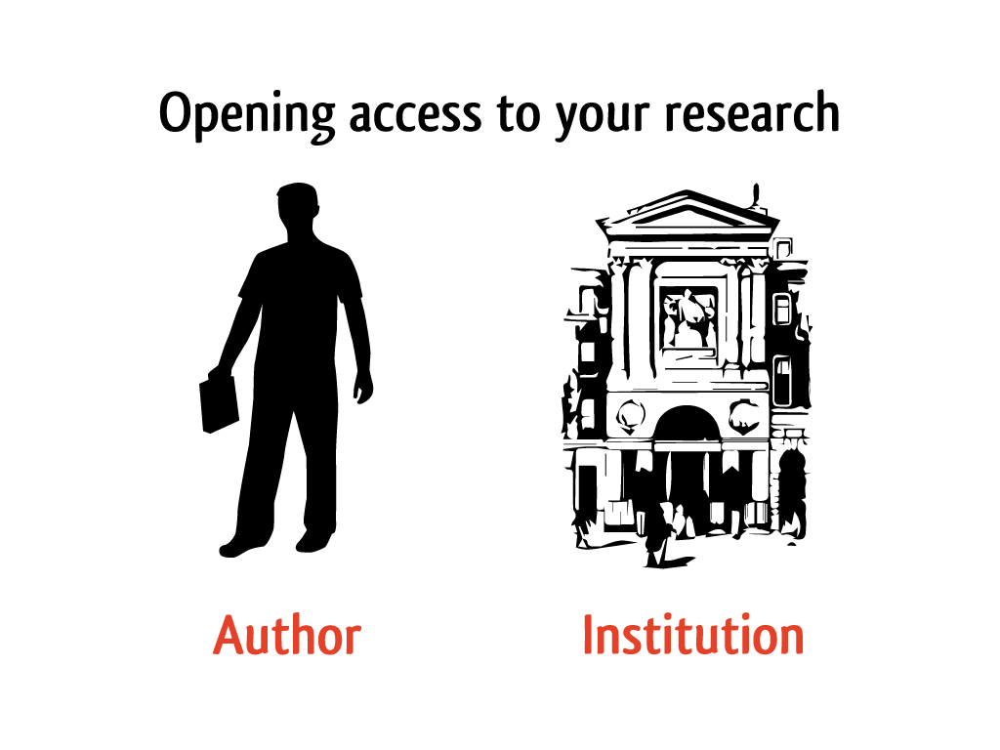 Opening access to your research
Author
Institution